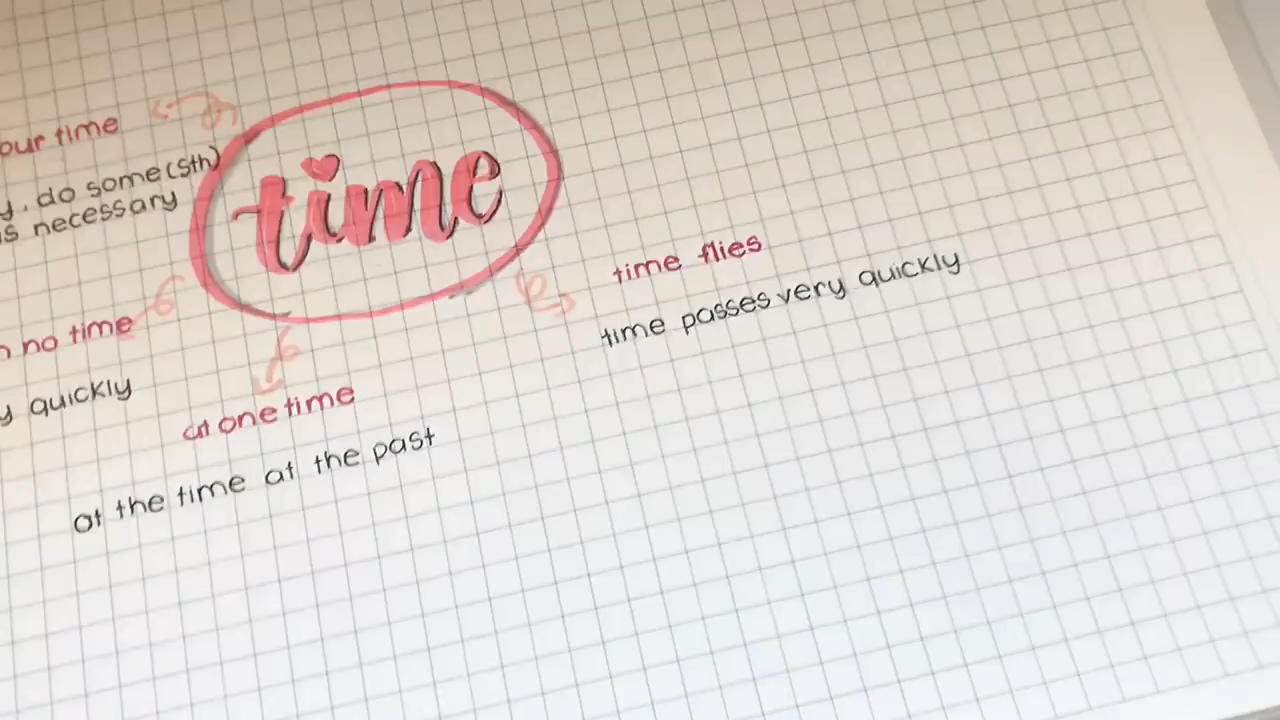 time
our time
y. do some(sth)
s necessary
n no time
y quickly
at one time
at the time at the past
time flies
time passes very quickly